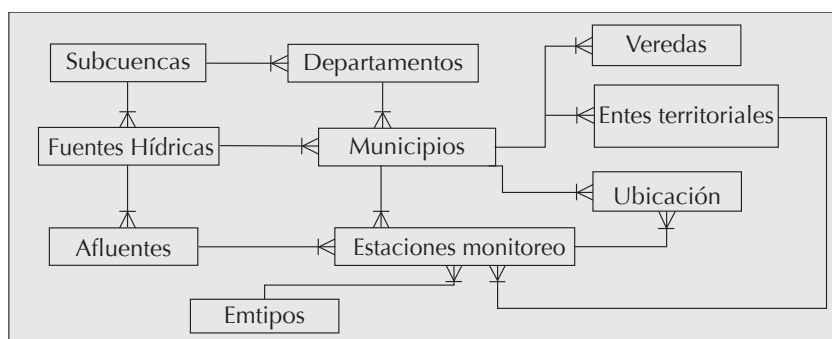 Subcuencas
Departamentos
Veredas
Fuentes Hídricas
Municipios
Entes territoriales
Ubicación
Afluentes
Estaciones monitoreo
Emtipos